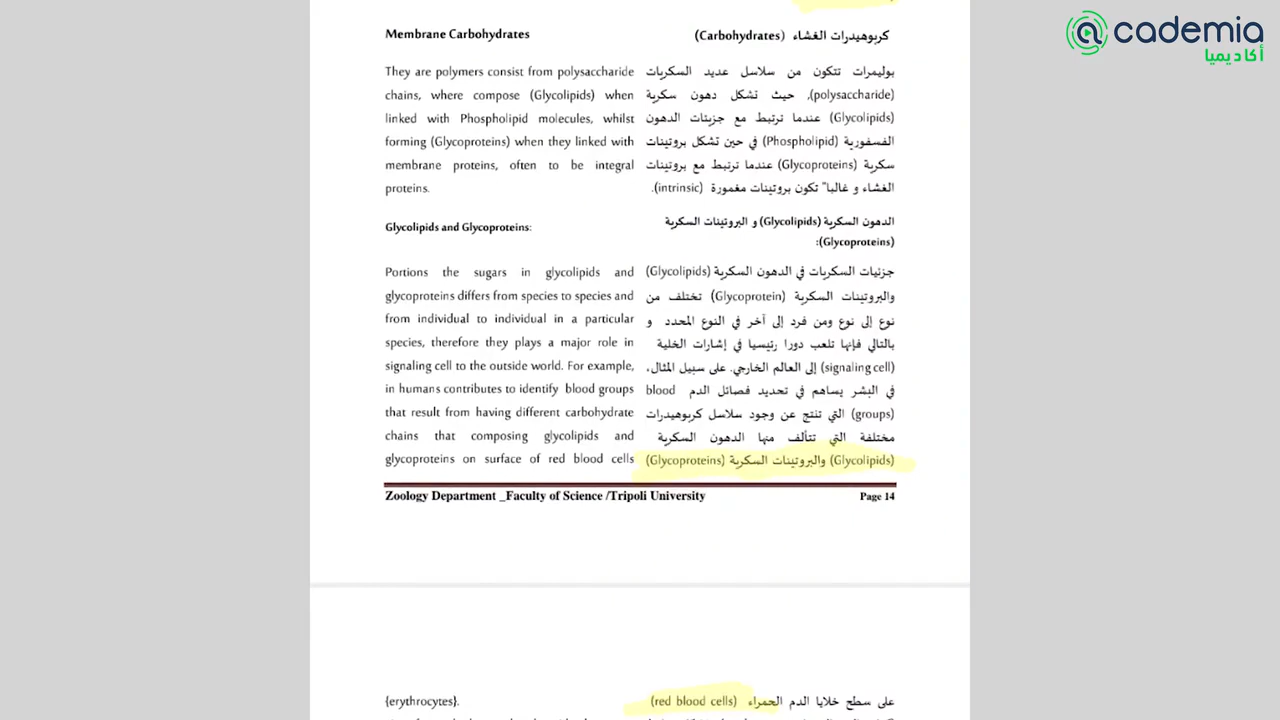 @cademia
أكاديميا
Membrane Carbohydrates
They are polymers consist from polysaccharide
chains, where compose (Glycolipids) when
linked with Phospholipid molecules, whilst
forming (Glycoproteins) when they linked with
membrane proteins, often to be integral
proteins.
Glycolipids and Glycoproteins:
Portions the sugars in glycolipids and
glycoproteins differs from species to species and
from individual to individual in a particular
species, therefore they plays a major role in
signaling cell to the outside world. For example,
in humans contributes to identify blood groups
that result from having different carbohydrate
chains that composing glycolipids and
glycoproteins on surface of red blood cells
كربوهيدرات الغشاء (Carbohydrates)
بوليمرات تتكون من سلاسل عديد السكريات
(polysaccharide), حيث تشكل دهون سكرية
(Glycolipids) عندما ترتبط مع جزيئات الدهون
الفسفورية (Phospholipid) في حين تشكل بروتينات
سكرية (Glycoproteins) عندما ترتبط مع بروتينات
الغشاء و غالبا" تكون بروتينات مغمورة (intrinsic).
الدهون السكرية (Glycolipids) و البروتينات السكرية
(Glycoproteins):
جزئيات السكريات في الدهون السكرية (Glycolipids)
والبروتينات السكرية (Glycoprotein) تختلف من
نوع إلى نوع ومن فرد إلى آخر في النوع المحدد و
بالتالي فإنها تلعب دورا رئيسيا في إشارات الخلية
(signaling cell) إلى العالم الخارجي. على سبيل المثال،
في البشر يساهم في تحديد فصائل الدم blood
(groups) التي تنتج عن وجود سلاسل كربوهيدرات
مختلفة التي تتألف منها الدهون السكرية
(Glycolipids) والبروتينات السكرية (Glycoproteins)
Zoology Department _Faculty of Science /Tripoli University
Page 14
{erythrocytes}.
على سطح خلايا الدم الحمراء (red blood cells)